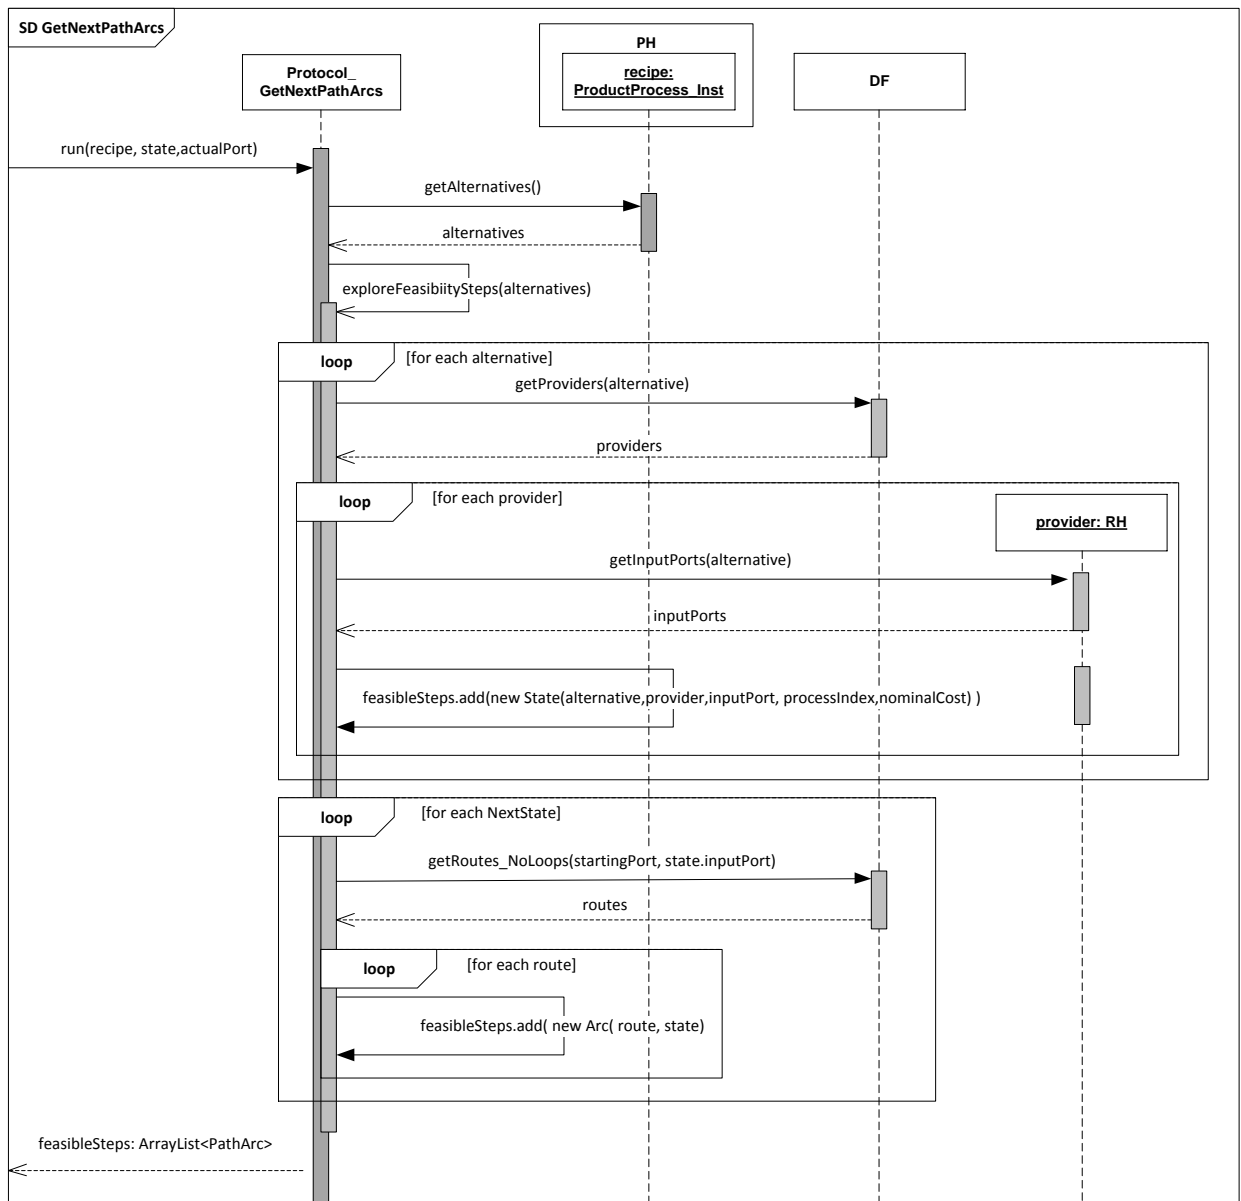 SD GetNextPathArcs
PH
Protocol_
GetNextPathArcs
recipe:
ProductProcess_Inst
DF
run(recipe, state,actualPort)
getAlternatives()
alternatives
exploreFeasibiitySteps(alternatives)
loop
[for each alternative]
getProviders(alternative)
providers
loop
[for each provider]
provider: RH
getInputPorts(alternative)
inputPorts
feasibleSteps.add(new State(alternative,provider,inputPort, processIndex,nominalCost) )
loop
[for each NextState]
getRoutes_NoLoops(startingPort, state.inputPort)
routes
loop
[for each route]
feasibleSteps.add( new Arc( route, state)
feasibleSteps: ArrayList<PathArc>